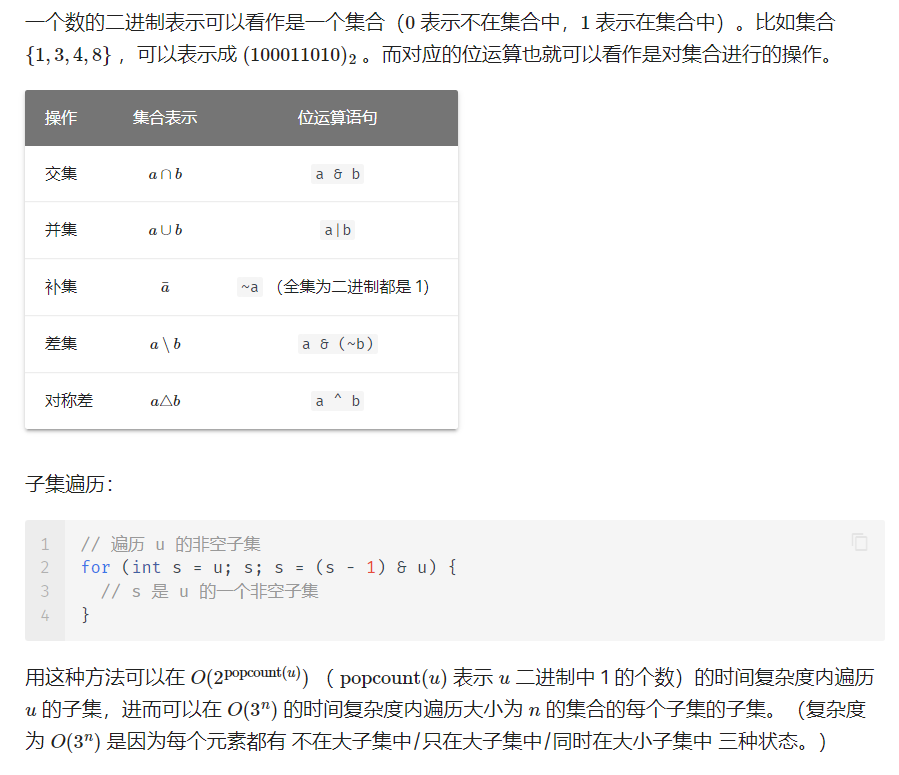 一个数的二进制表示可以看作是一个集合（0 表示不在集合中，1 表示在集合中）。比如集合
{1,3,4,8} ，可以表示成 (100011010)₂ 。而对应的位运算也就可以看作是对集合进行的操作。
操作 集合表示 位运算语句
交集 a ∩ b a & b
并集 a ∪ b a|b
补集 ā ~a （全集为二进制都是 1）
差集 a \ b a & (~b)
对称差 a△b a ^ b
子集遍历：
1 // 遍历 u 的非空子集
2 for (int s = u; s; s = (s - 1) & u) {
3 // s 是 u 的一个非空子集
4 }
用这种方法可以在 O(2^popcount(u)) （ popcount(u) 表示 u 二进制中 1 的个数）的时间复杂度内遍历
u 的子集，进而可以在 O(3ⁿ) 的时间复杂度内遍历大小为 n 的集合的每个子集的子集。（复杂度
为 O(3ⁿ) 是因为每个元素都有 不在大子集中/只在大子集中/同时在大小子集中 三种状态。）